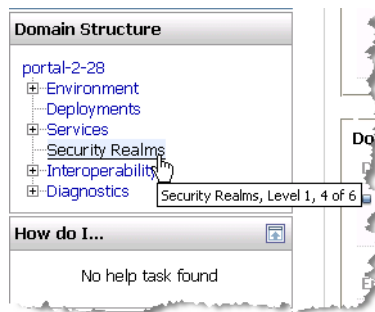 Domain Structure
portal-2-28
Environment
Deployments
Services
Security Realms
Interoperability
Diagnostics
Security Realms, Level 1, 4 of 6
How do I...
No help task found
Do